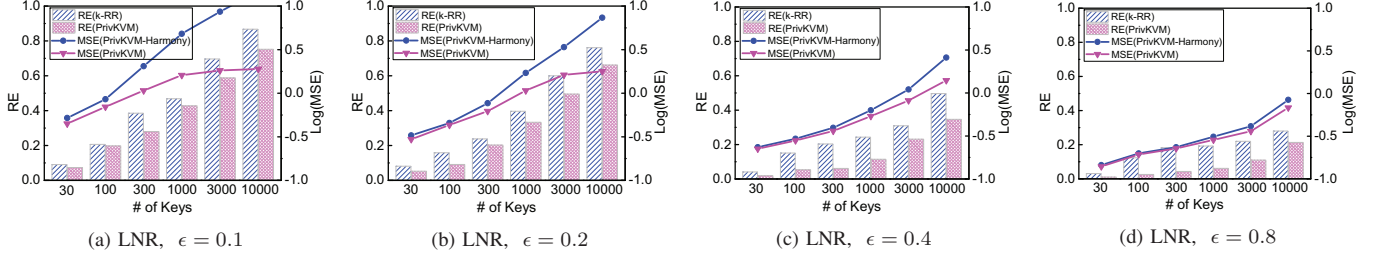 1.0
0.8
0.6
0.4
0.2
0.0
RE
RE(k-RR)
RE(PrivKVM)
MSE(PrivKVM-Harmony)
MSE(PrivKVM)
1.0
0.5
0.0
-0.5
-1.0
Log(MSE)
30 100 300 1000 3000 10000
# of Keys
(a) LNR, ϵ = 0.1
1.0
0.8
0.6
0.4
0.2
0.0
RE
RE(k-RR)
RE(PrivKVM)
MSE(PrivKVM-Harmony)
MSE(PrivKVM)
1.0
0.5
0.0
-0.5
-1.0
Log(MSE)
30 100 300 1000 3000 10000
# of Keys
(b) LNR, ϵ = 0.2
1.0
0.8
0.6
0.4
0.2
0.0
RE
RE(k-RR)
RE(PrivKVM)
MSE(PrivKVM-Harmony)
MSE(PrivKVM)
1.0
0.5
0.0
-0.5
-1.0
Log(MSE)
30 100 300 1000 3000 10000
# of Keys
(c) LNR, ϵ = 0.4
1.0
0.8
0.6
0.4
0.2
0.0
RE
RE(k-RR)
RE(PrivKVM)
MSE(PrivKVM-Harmony)
MSE(PrivKVM)
1.0
0.5
0.0
-0.5
-1.0
Log(MSE)
30 100 300 1000 3000 10000
# of Keys
(d) LNR, ϵ = 0.8